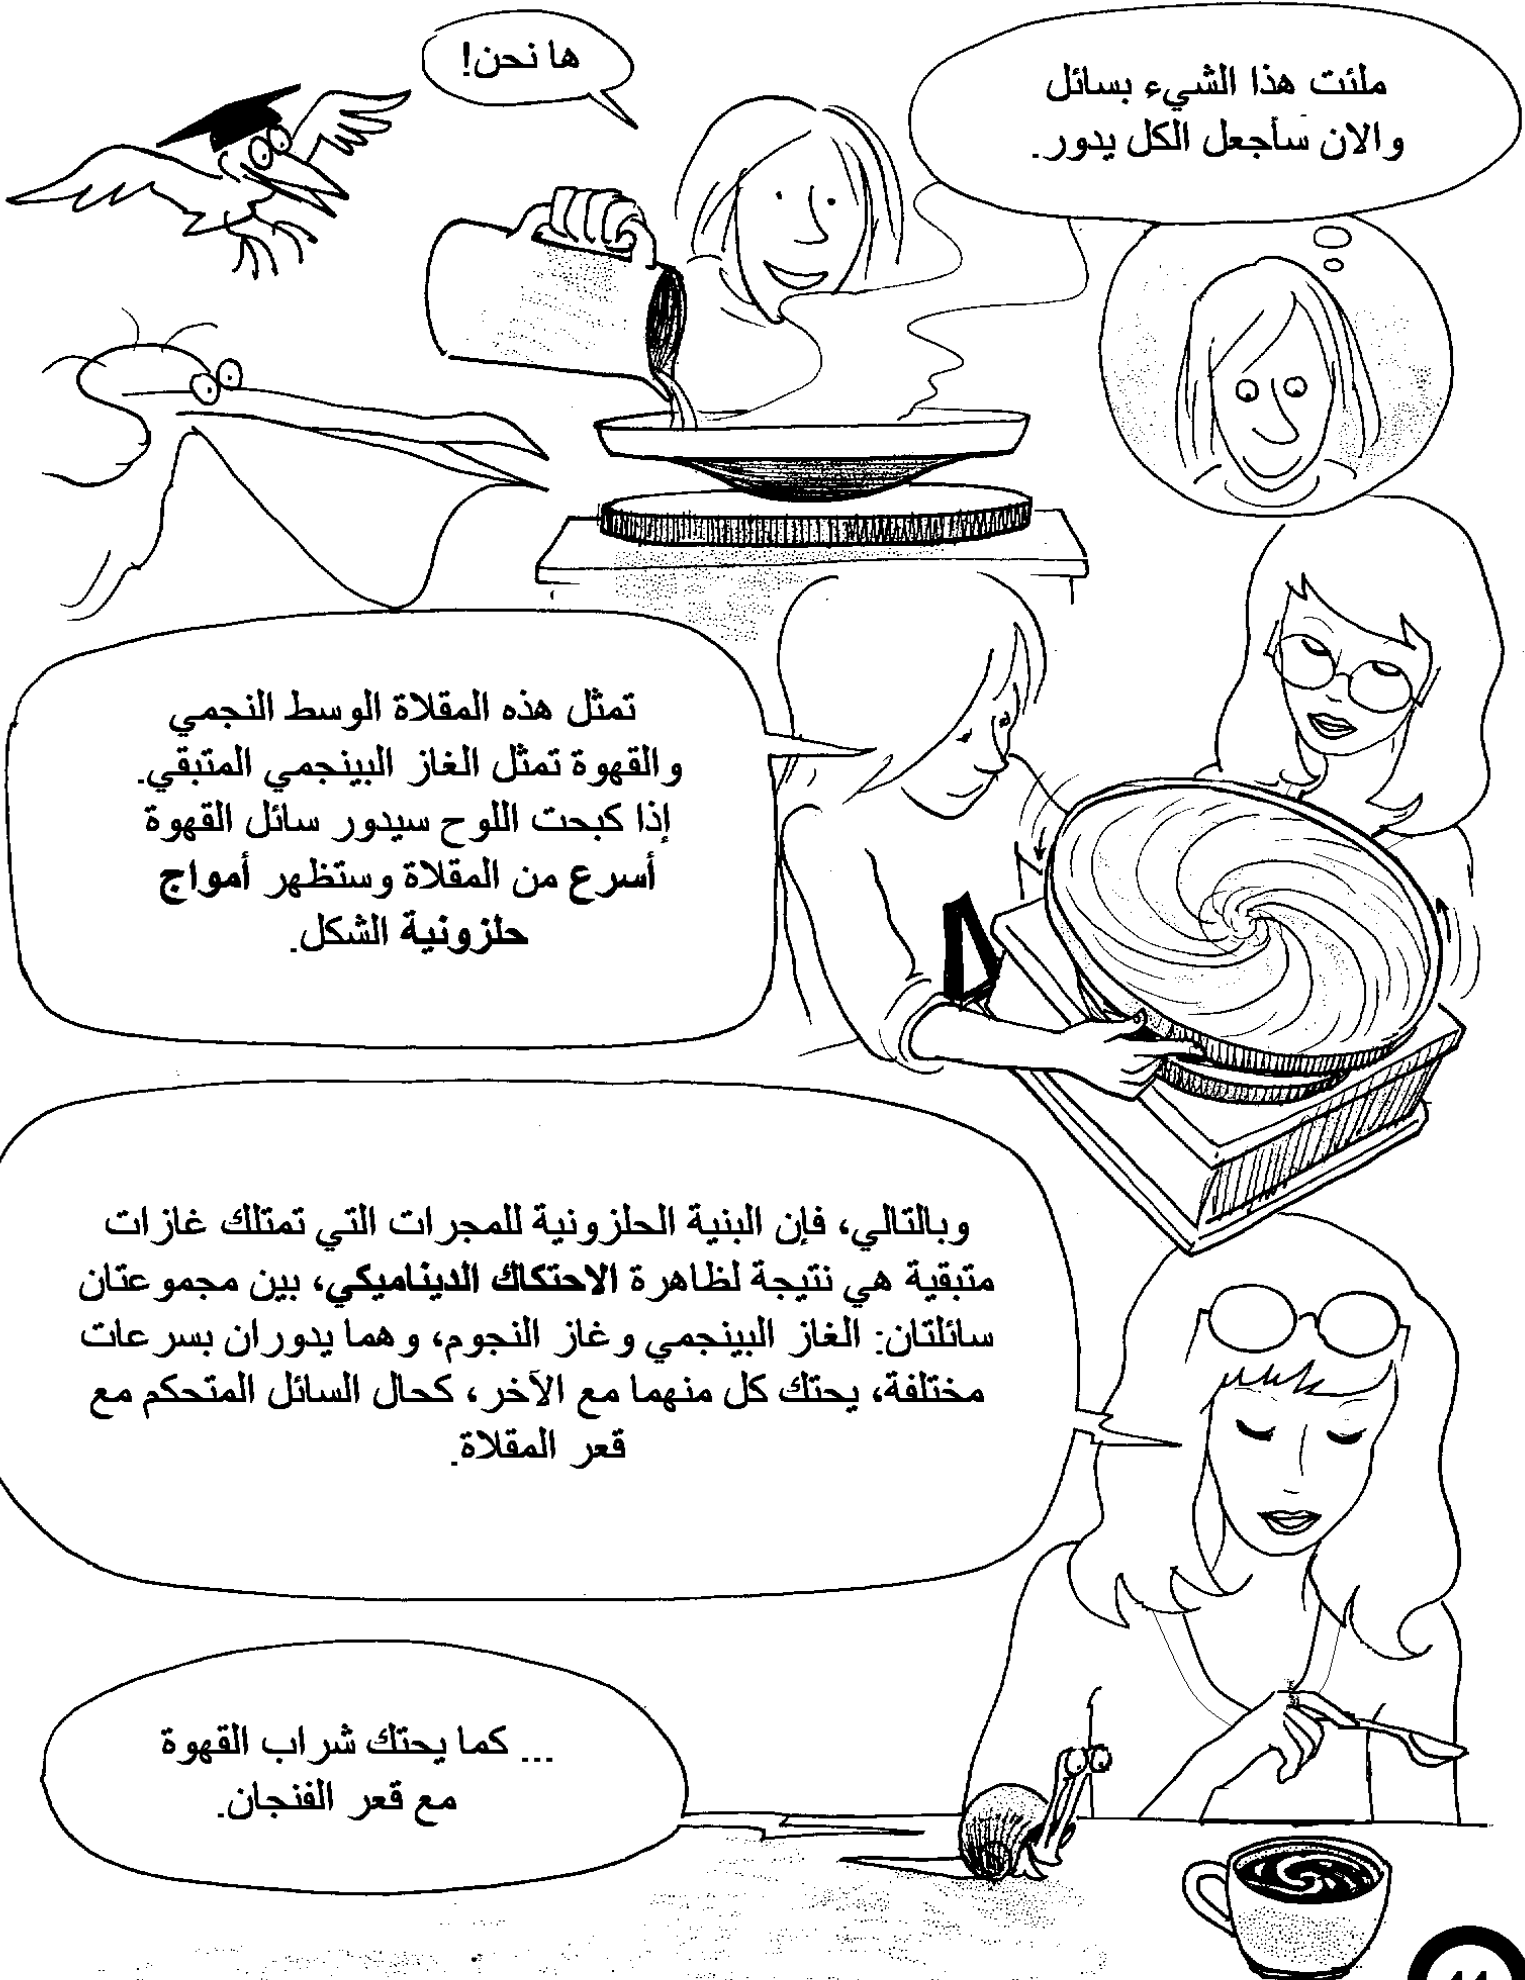 ها نحن!
ملئت هذا الشيء بسائل
والان سأجعل الكل يدور.
تمثل هذه المقلاة الوسط النجمي
والقهوة تمثل الغاز البينجمي المتبقي.
إذا كبحت اللوح سيدور سائل القهوة
أسرع من المقلاة وستظهر أمواج
حلزونية الشكل.
وبالتالي، فإن البنية الحلزونية للمجرات التي تمتلك غازات
متبقية هي نتيجة لظاهرة الاحتكاك الديناميكي، بين مجموعتان
سائلتان: الغاز البينجمي وغاز النجوم، وهما يدوران بسرعات
مختلفة، يحتك كل منهما مع الآخر، كحال السائل المتحكم مع
قعر المقلاة.
... كما يحتك شراب القهوة
مع قعر الفنجان.